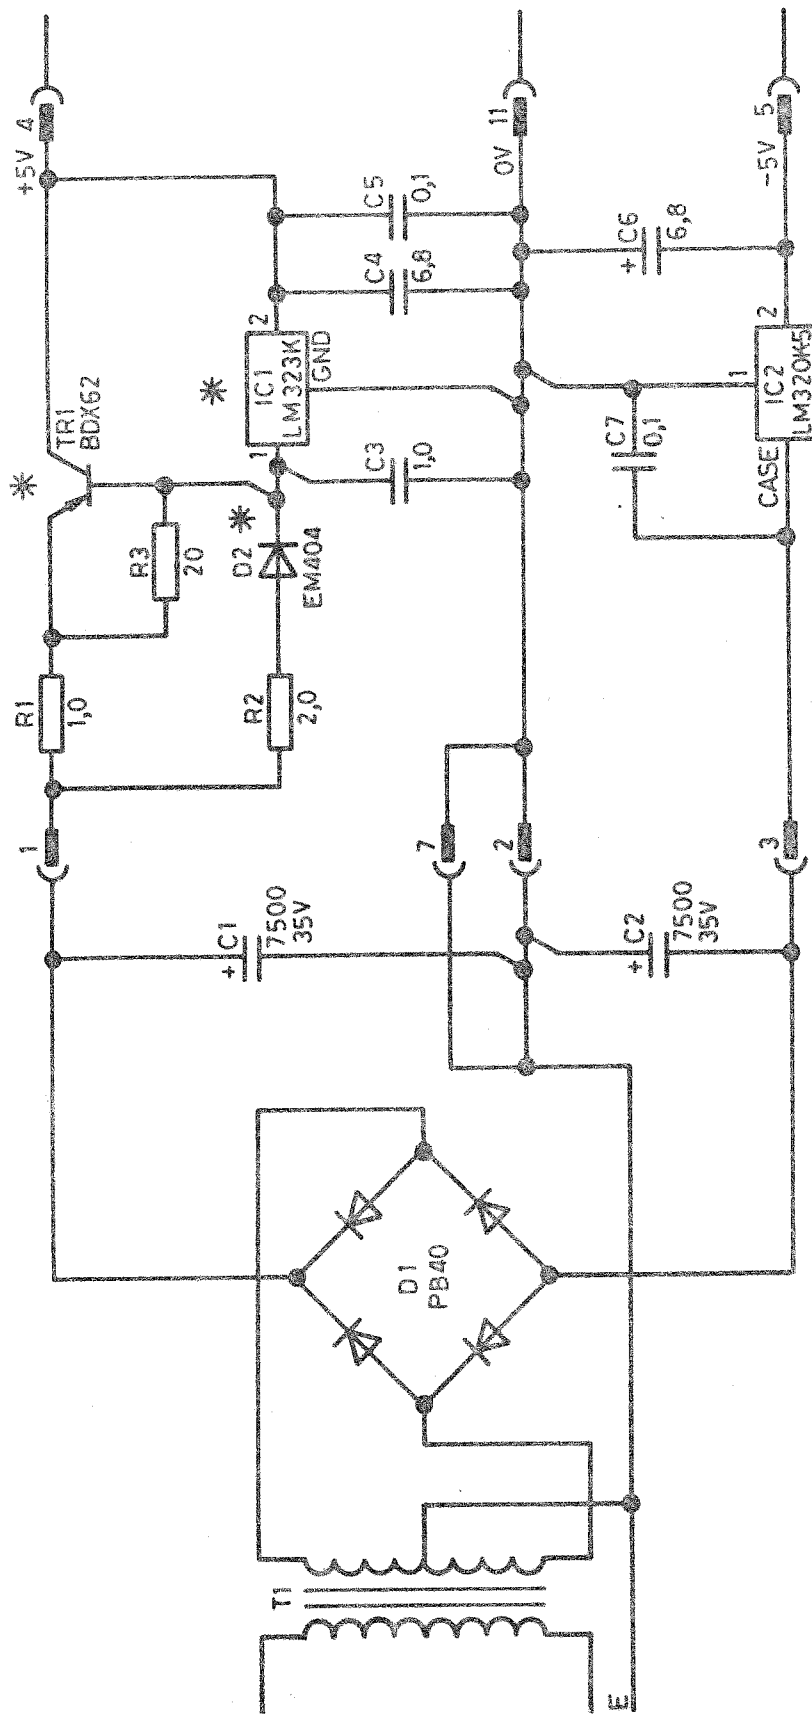 T1
E
D1
PB40
+ C1
7500
35V
+ C2
7500
35V
1
7
2
3
R1
1,0
R2
2,0
R3
20
*
TR1
BDX62
D2 *
EM404
*
1
IC1
LM323K
2
GND
C3
1,0
C4
6,8
C5
0,1
C7
0,1
+ C6
6,8
CASE
1
IC2
LM320K5
2
+5V 4
0V 11
-5V 5